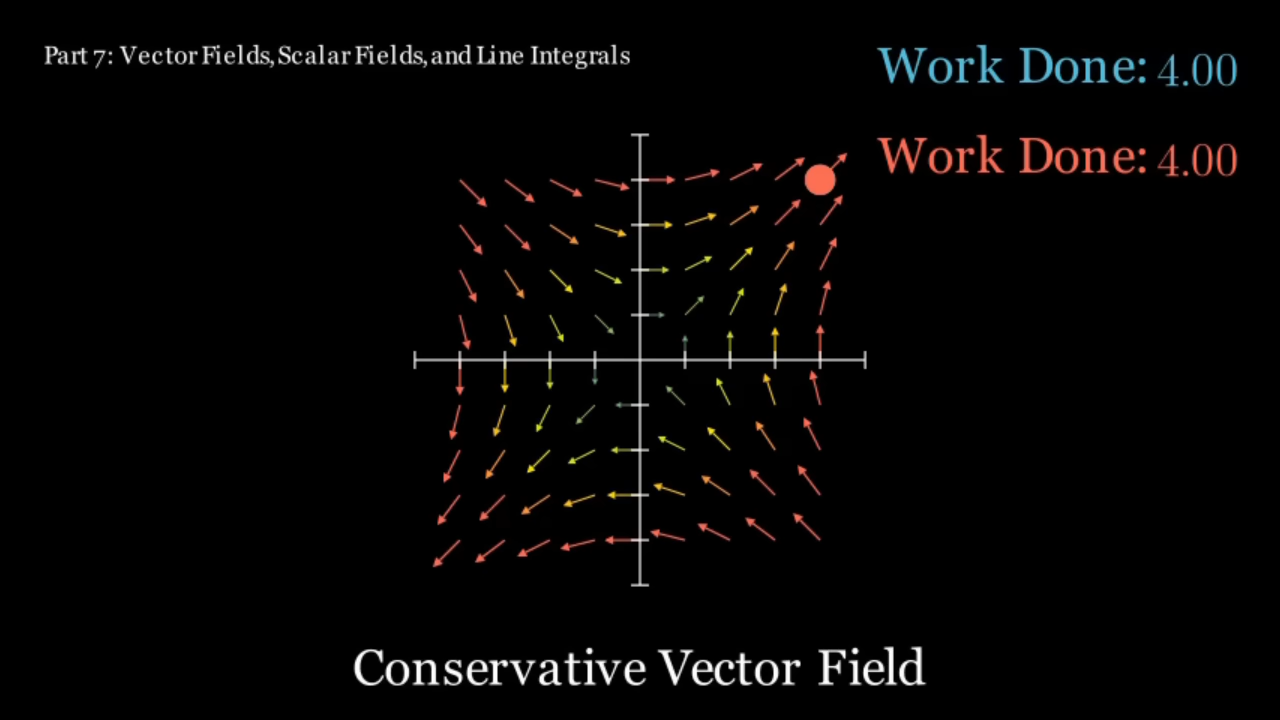 Part 7: Vector Fields, Scalar Fields, and Line Integrals
Work Done: 4.00
Work Done: 4.00
Conservative Vector Field